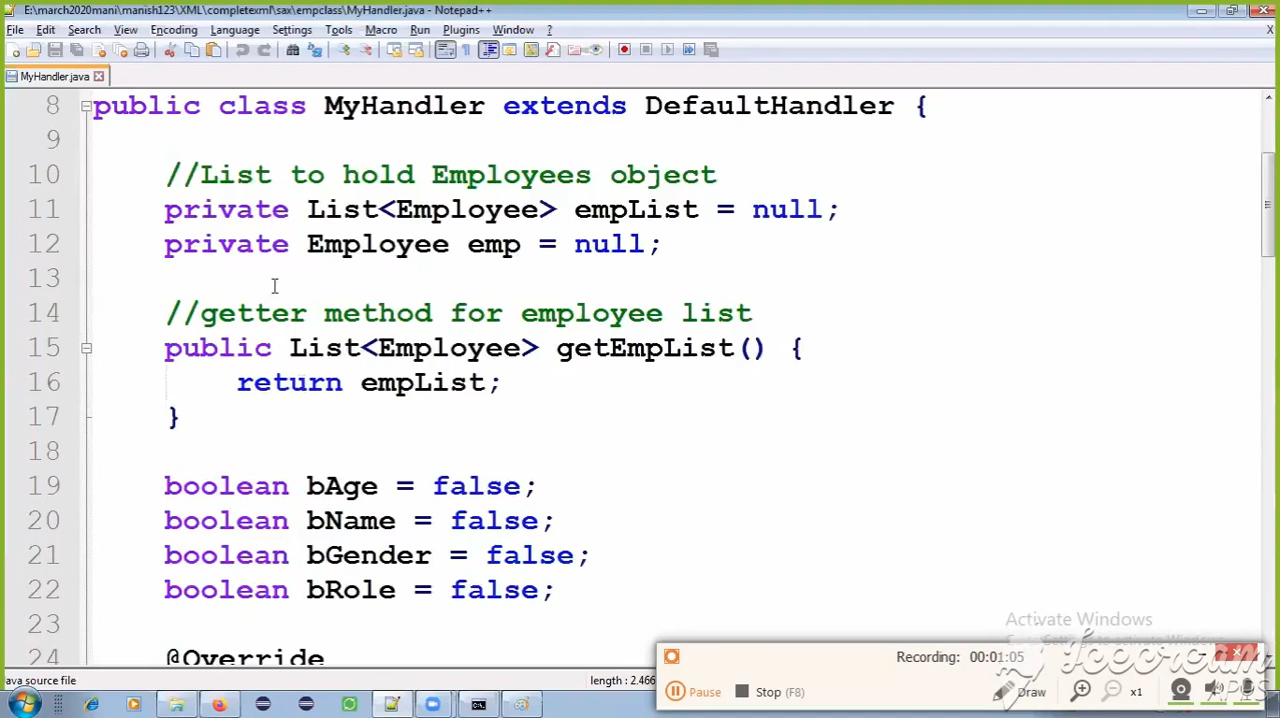 E:\march2020mani\manish123\XML\completexml\sax\empclass\MyHandler.java - Notepad++
File Edit Search View Encoding Language Settings Tools Macro Run Plugins Window ?
X
MyHandler.java
8 public class MyHandler extends DefaultHandler {
9
10 //List to hold Employees object
11 private List<Employee> empList = null;
12 private Employee emp = null;
13
14 //getter method for employee list
15 public List<Employee> getEmpList() {
16 return empList;
17 }
18
19 boolean bAge = false;
20 boolean bName = false;
21 boolean bGender = false;
22 boolean bRole = false;
23
24 @Override
Activate Windows
Recording: 00:01:05
Pause Stop (F8) Draw x1
Icecream
APPS
ava source file length : 2.466